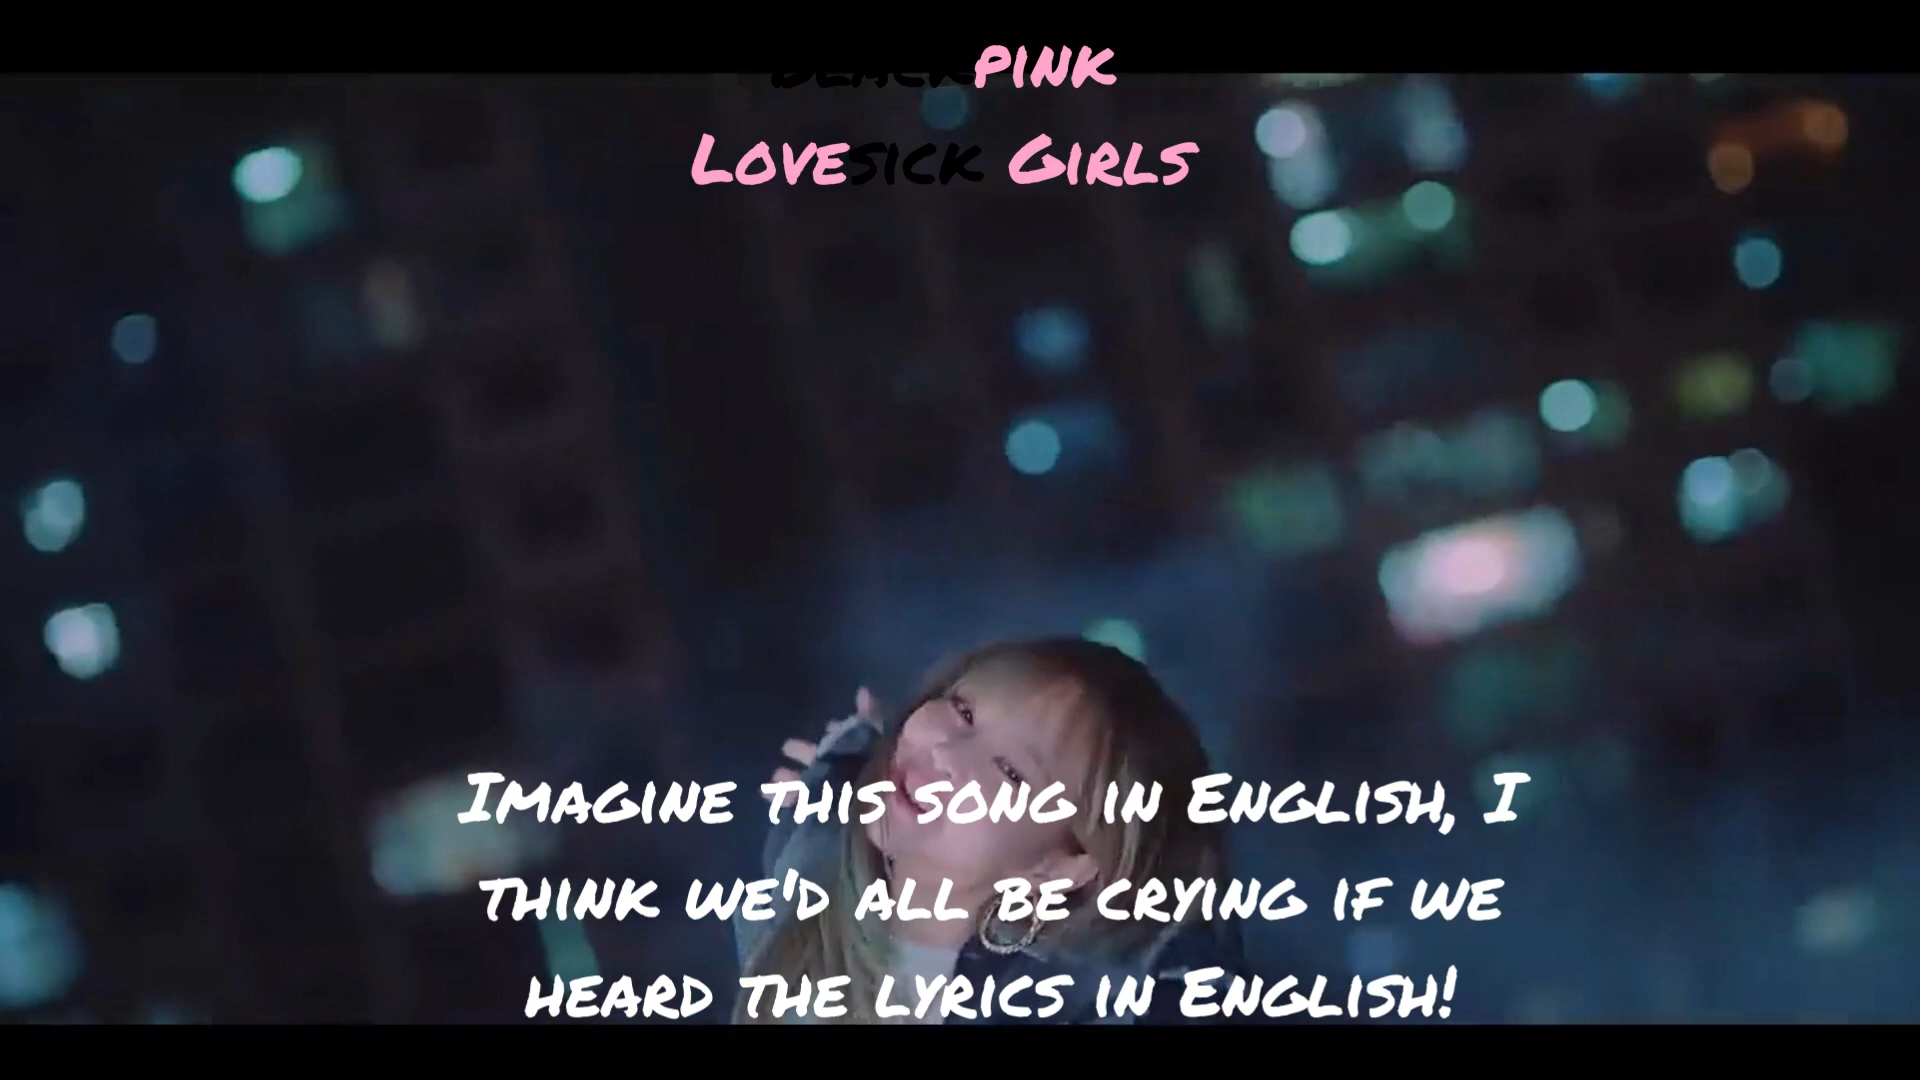 BLACKPINK
LOVESICK GIRLS
IMAGINE THIS SONG IN ENGLISH, I
THINK WE'D ALL BE CRYING IF WE
HEARD THE LYRICS IN ENGLISH!